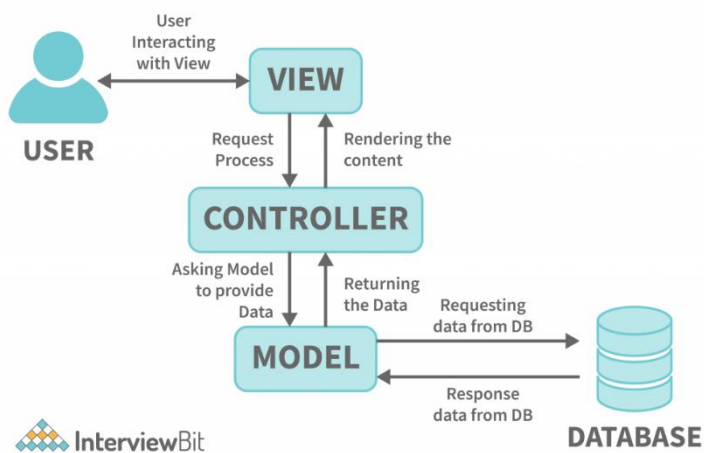 User
Interacting
with View
VIEW
USER
Request
Process
Rendering the
content
CONTROLLER
Asking Model
to provide
Data
Returning
the Data
Requesting
data from DB
MODEL
Response
data from DB
DATABASE
InterviewBit